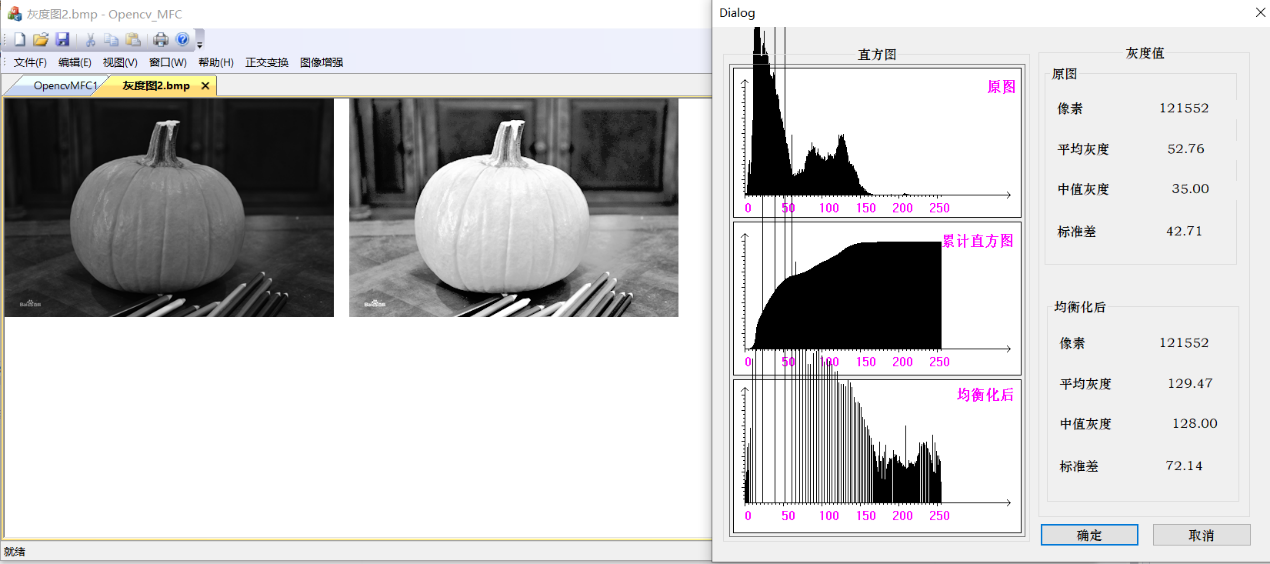 灰度图2.bmp - Opencv_MFC
文件(F) 编辑(E) 视图(V) 窗口(W) 帮助(H) 正交变换 图像增强
OpencvMFC1 灰度图2.bmp
就绪
Dialog
直方图
原图
0 50 100 150 200 250
累计直方图
0 50 100 150 200 250
均衡化后
0 50 100 150 200 250
灰度值
原图
像素 121552
平均灰度 52.76
中值灰度 35.00
标准差 42.71
均衡化后
像素 121552
平均灰度 129.47
中值灰度 128.00
标准差 72.14
确定 取消